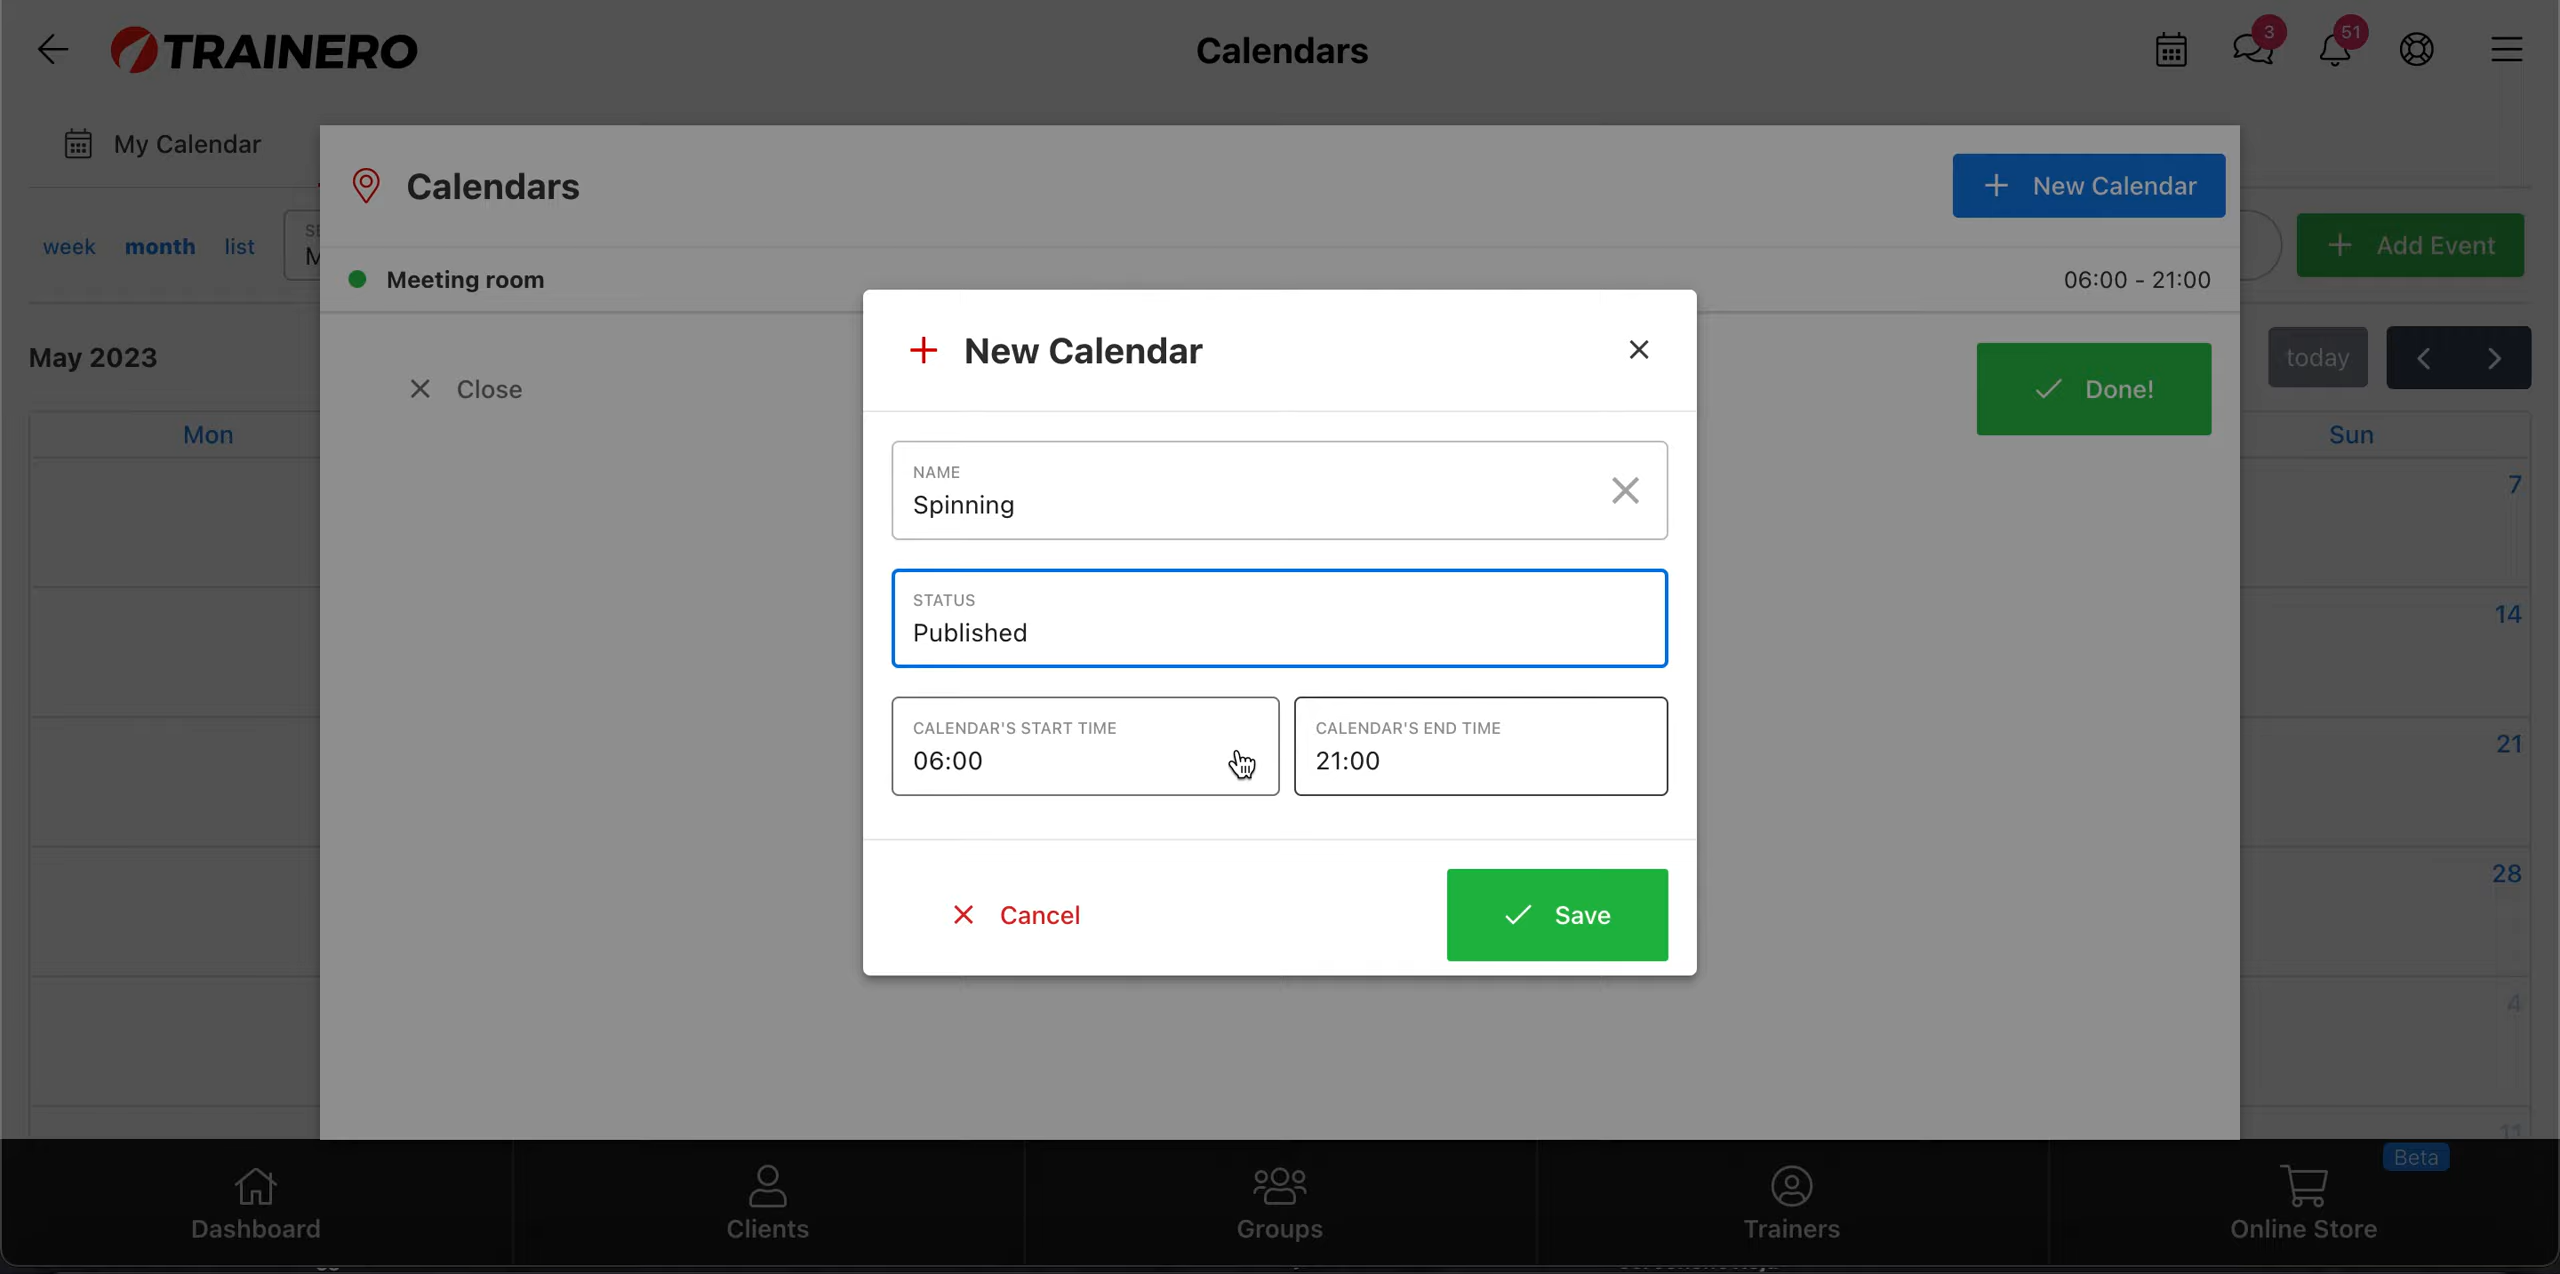 TRAINERO
Calendars
3
51
My Calendar
Calendars
New Calendar
week
month
list
Add Event
Meeting room
06:00 - 21:00
May 2023
New Calendar
today
Close
Done!
Mon
Sun
NAME
Spinning
7
STATUS
Published
14
CALENDAR'S START TIME
06:00
CALENDAR'S END TIME
21:00
21
28
Cancel
Save
4
11
Beta
Dashboard
Clients
Groups
Trainers
Online Store